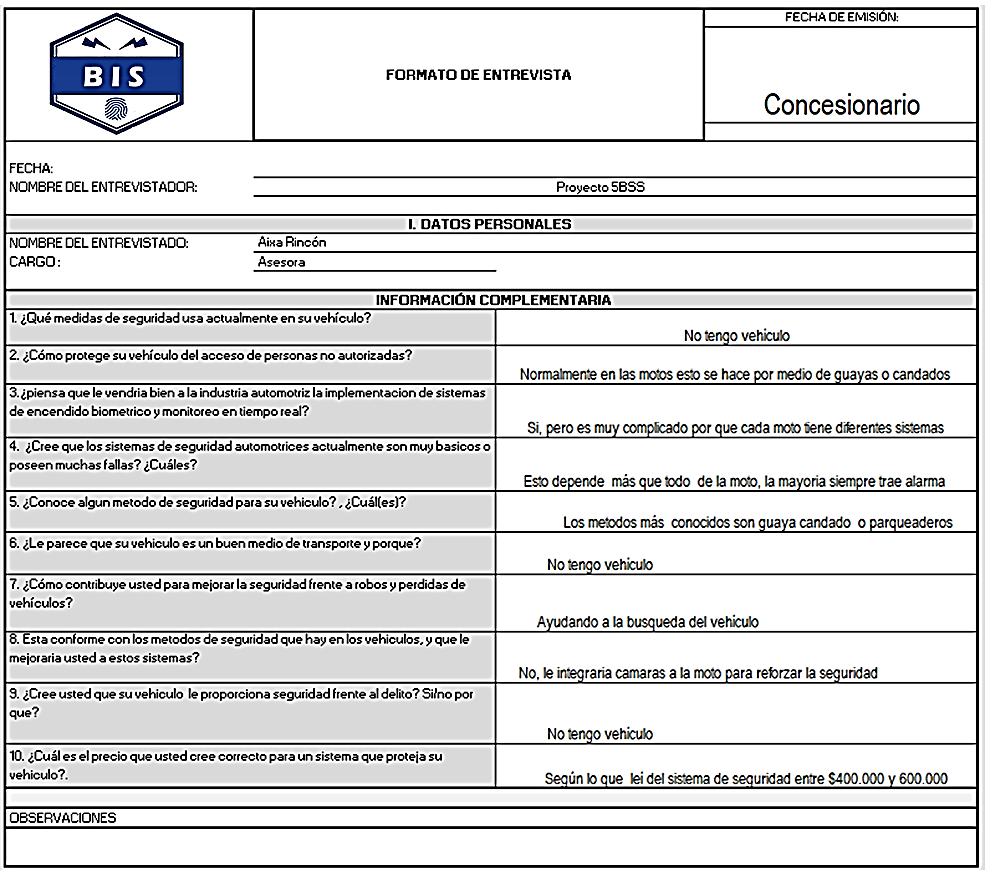 BIS
FORMATO DE ENTREVISTA
FECHA DE EMISIÓN:
Concesionario
FECHA:
NOMBRE DEL ENTREVISTADOR:
Proyecto 5BSS
I. DATOS PERSONALES
NOMBRE DEL ENTREVISTADO:
Aixa Rincón
CARGO:
Asesora
INFORMACIÓN COMPLEMENTARIA
1. ¿Qué medidas de seguridad usa actualmente en su vehículo?
No tengo vehiculo
2. ¿Cómo protege su vehículo del acceso de personas no autorizadas?
Normalmente en las motos esto se hace por medio de guayas o candados
3.¿piensa que le vendria bien a la industria automotriz la implementacion de sistemas
de encendido biometrico y monitoreo en tiempo real?
Si, pero es muy complicado por que cada moto tiene diferentes sistemas
4. ¿Cree que los sistemas de seguridad automotrices actualmente son muy basicos o
poseen muchas fallas? ¿Cuáles?
Esto depende más que todo de la moto, la mayoria siempre trae alarma
5. ¿Conoce algun metodo de seguridad para su vehiculo? , ¿Cuál(es)?
Los metodos más conocidos son guaya candado o parqueaderos
6. ¿Le parece que su vehiculo es un buen medio de transporte y porque?
No tengo vehiculo
7. ¿Cómo contribuye usted para mejorar la seguridad frente a robos y perdidas de
vehículos?
Ayudando a la busqueda del vehiculo
8. Esta conforme con los metodos de seguridad que hay en los vehiculos, y que le
mejoraria usted a estos sistemas?
No, le integraria camaras a la moto para reforzar la seguridad
9. ¿Cree usted que su vehiculo le proporciona seguridad frente al delito? Si/no por
que?
No tengo vehiculo
10. ¿Cuál es el precio que usted cree correcto para un sistema que proteja su
vehiculo?.
Según lo que leí del sistema de seguridad entre $400.000 y 600.000
OBSERVACIONES